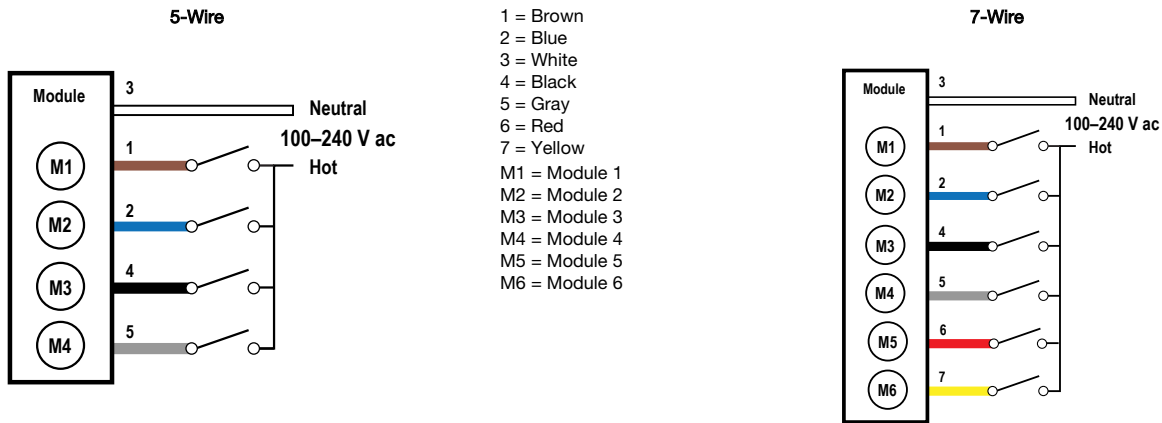 5-Wire
Module
3
Neutral
100–240 V ac
Hot
M1
1
M2
2
M3
4
M4
5
1 = Brown
2 = Blue
3 = White
4 = Black
5 = Gray
6 = Red
7 = Yellow
M1 = Module 1
M2 = Module 2
M3 = Module 3
M4 = Module 4
M5 = Module 5
M6 = Module 6
7-Wire
Module
3
Neutral
100–240 V ac
Hot
M1
1
M2
2
M3
4
M4
5
M5
6
M6
7